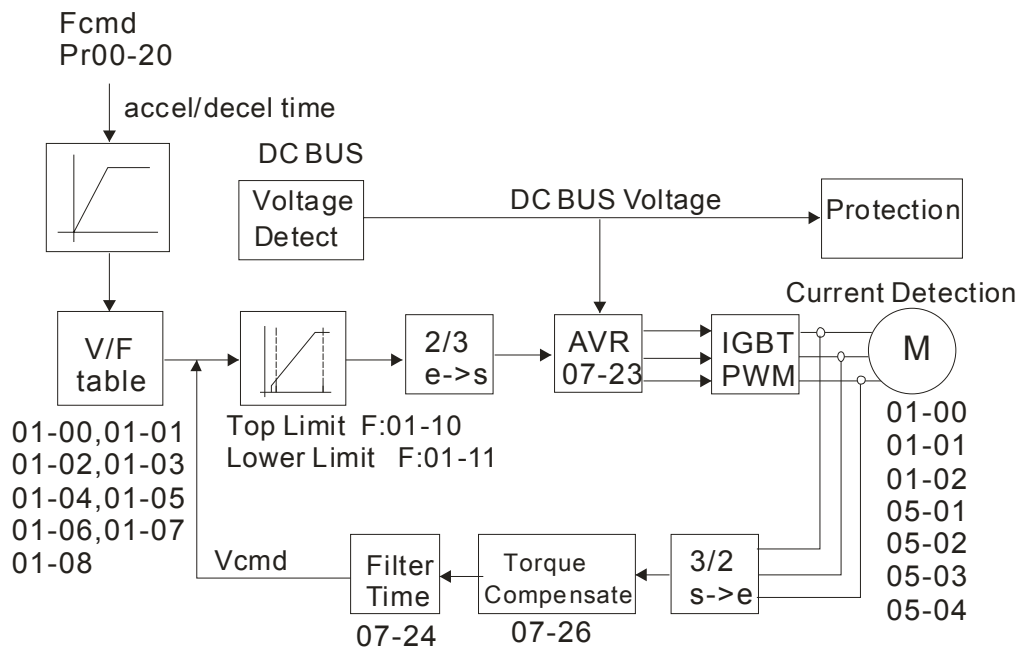 Fcmd
Pr00-20
accel/decel time
DC BUS
Voltage
Detect
DC BUS Voltage
Protection
Current Detection
V/F
table
2/3
e->s
AVR
07-23
IGBT
PWM
M
Top Limit F:01-10
Lower Limit F:01-11
01-00,01-01
01-02,01-03
01-04,01-05
01-06,01-07
01-08
01-00
01-01
01-02
05-01
05-02
05-03
05-04
Vcmd
Filter
Time
07-24
Torque
Compensate
07-26
3/2
s->e